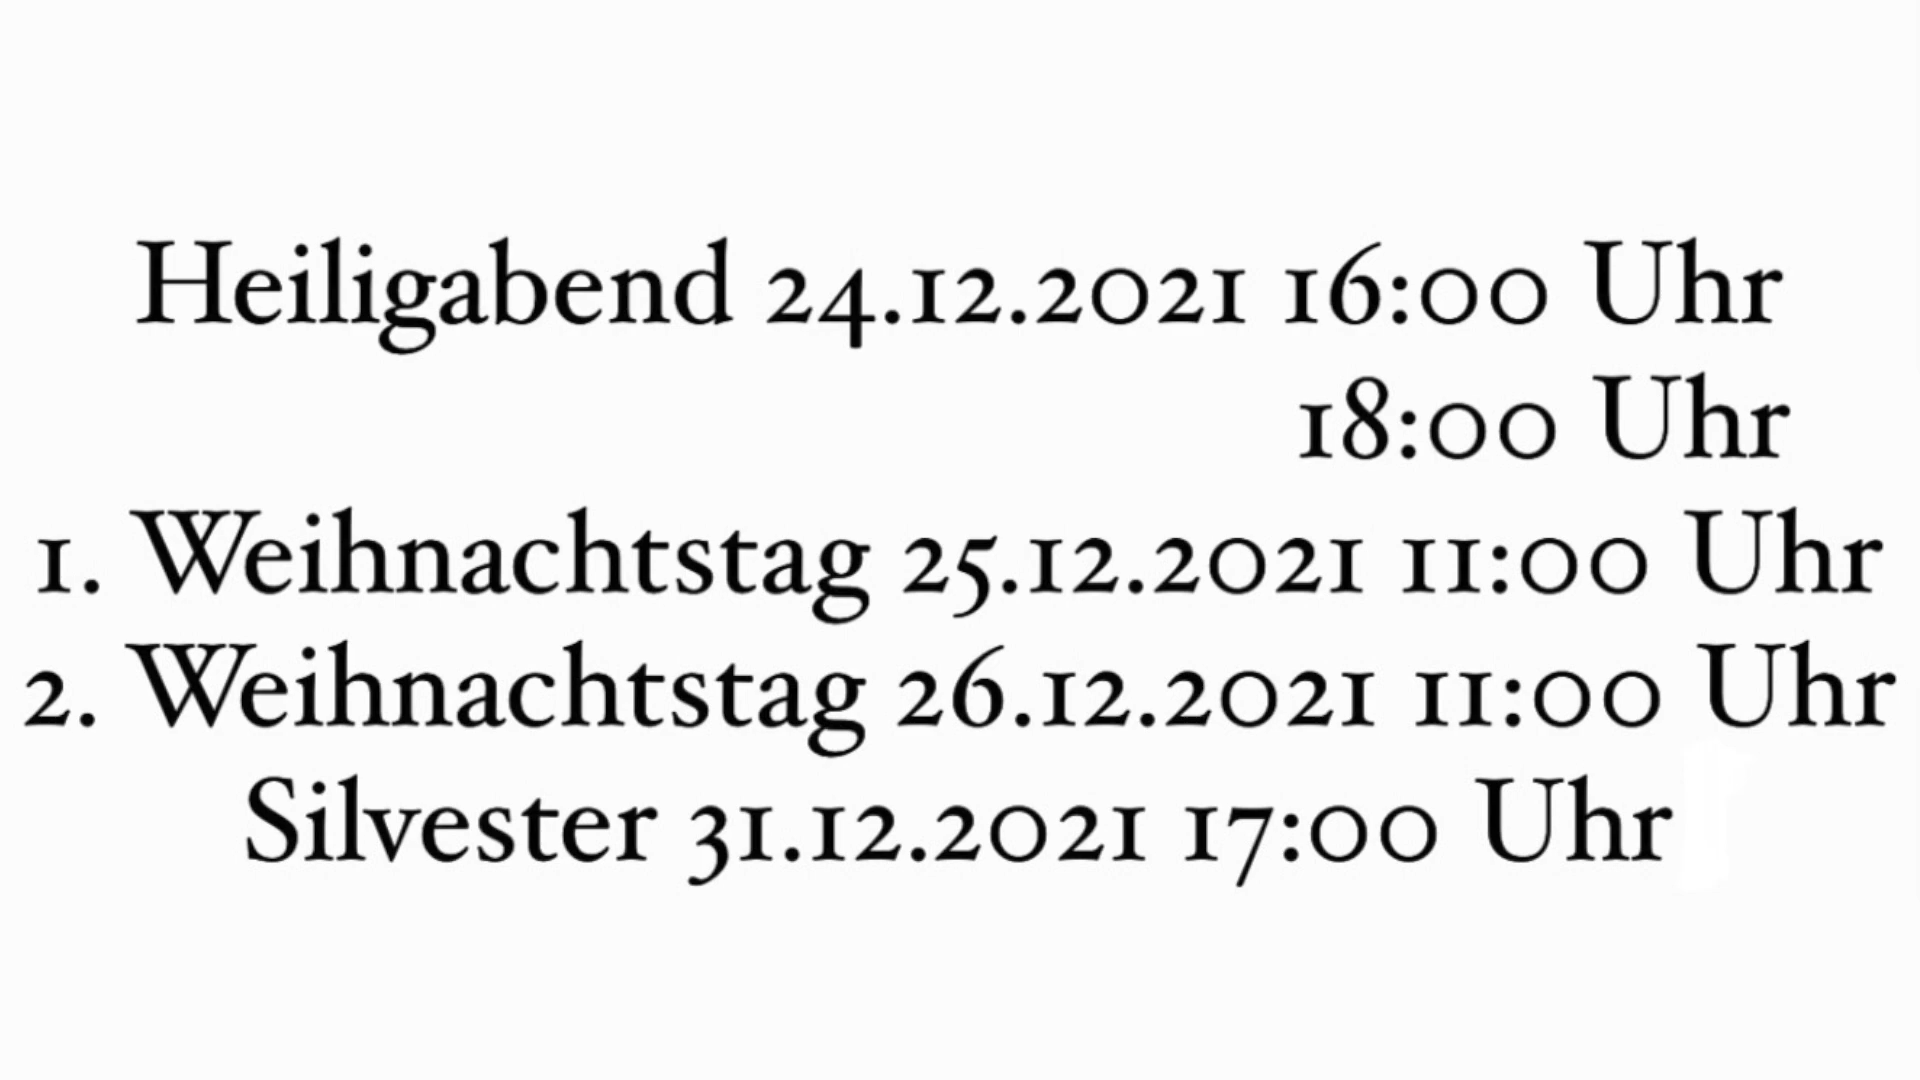 Heiligabend 24.12.2021 16:00 Uhr
18:00 Uhr
1. Weihnachtstag 25.12.2021 11:00 Uhr
2. Weihnachtstag 26.12.2021 11:00 Uhr
Silvester 31.12.2021 17:00 Uhr